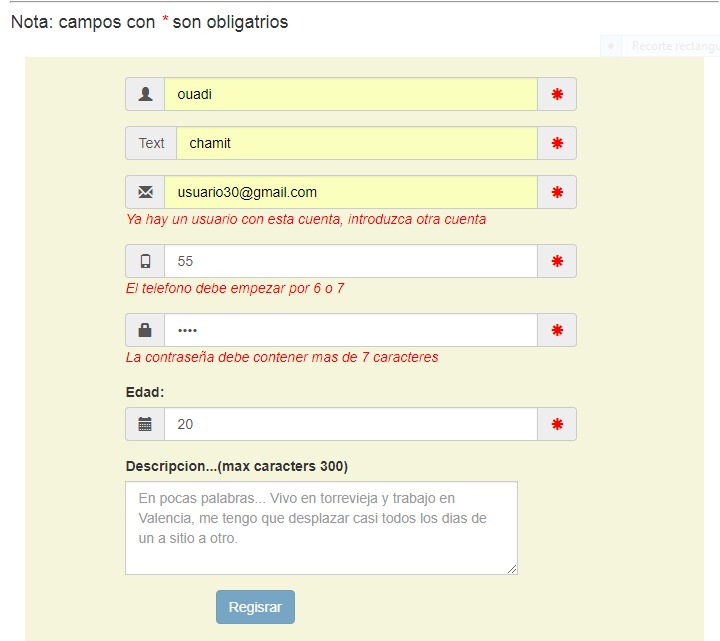 Nota: campos con * son obligatrios
Recorte rectangu
ouadi
Text chamit
usuario30@gmail.com
Ya hay un usuario con esta cuenta, introduzca otra cuenta
55
El telefono debe empezar por 6 o 7
••••
La contraseña debe contener mas de 7 caracteres
Edad:
20
Descripcion...(max caracters 300)
En pocas palabras... Vivo en torrevieja y trabajo en
Valencia, me tengo que desplazar casi todos los dias de
un a sitio a otro.
Regisrar